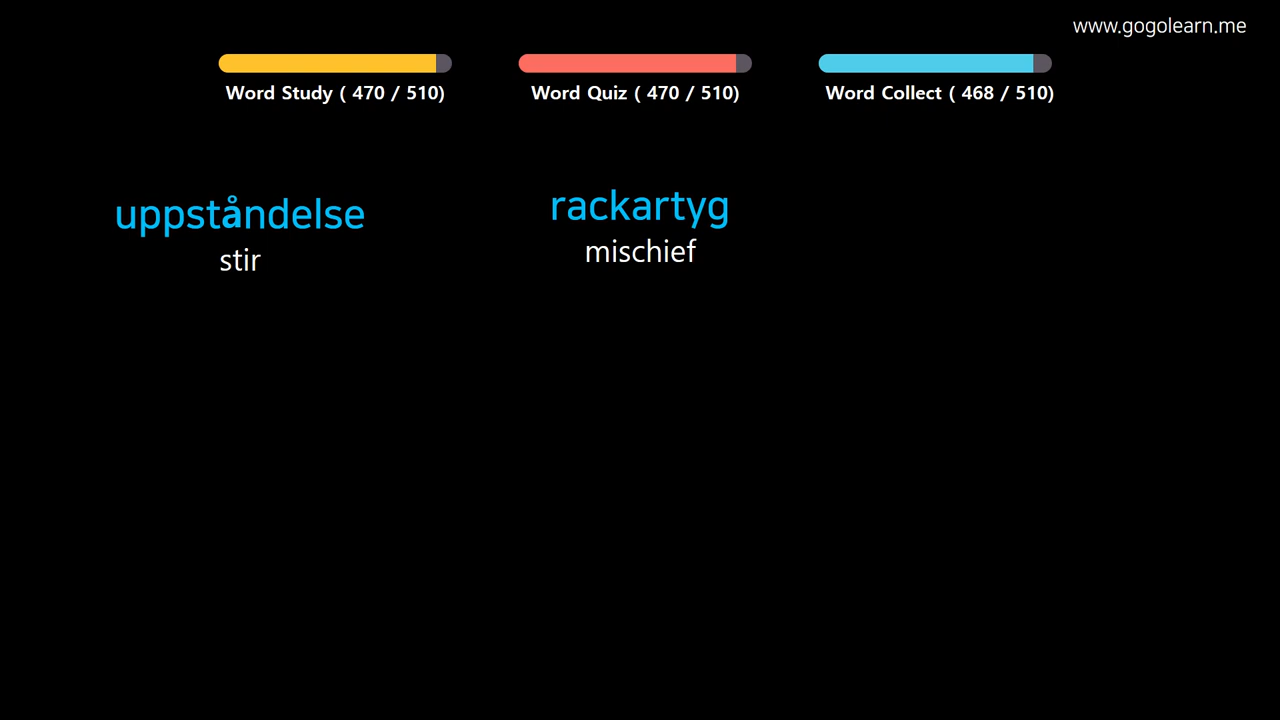 www.gogolearn.me
Word Study ( 470 / 510)
Word Quiz ( 470 / 510)
Word Collect ( 468 / 510)
uppståndelse
stir
rackartyg
mischief